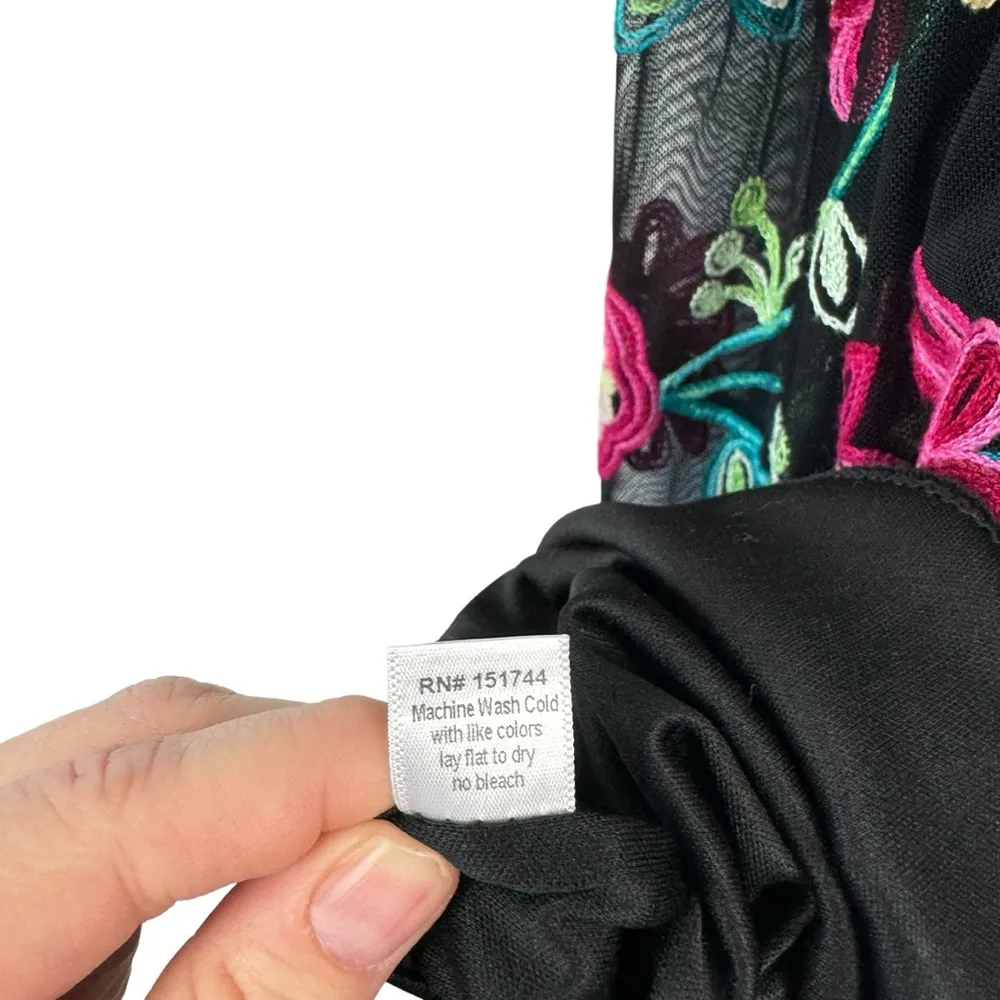 RN# 151744
Machine Wash Cold
with like colors
lay flat to dry
no bleach